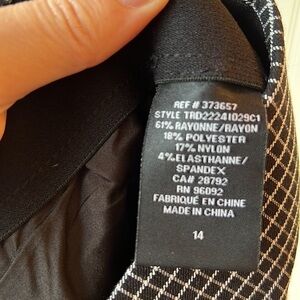 REF # 373657
STYLE TRD22241029C1
61% RAYONNE/RAYON
18% POLYESTER
17% NYLON
4% ELASTHANNE/
SPANDEX
CA# 28792
RN 96092
FABRIQUÉ EN CHINE
MADE IN CHINA
14